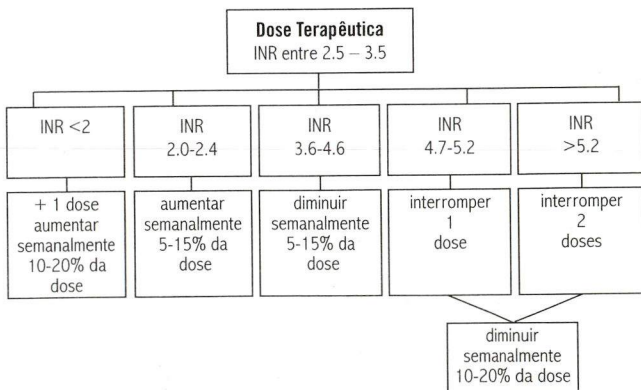 Dose Terapêutica
INR entre 2.5 – 3.5
INR <2
INR
2.0-2.4
INR
3.6-4.6
INR
4.7-5.2
INR
>5.2
+ 1 dose
aumentar
semanalmente
10-20% da
dose
aumentar
semanalmente
5-15% da
dose
diminuir
semanalmente
5-15% da
dose
interromper
1
dose
interromper
2
doses
diminuir
semanalmente
10-20% da dose